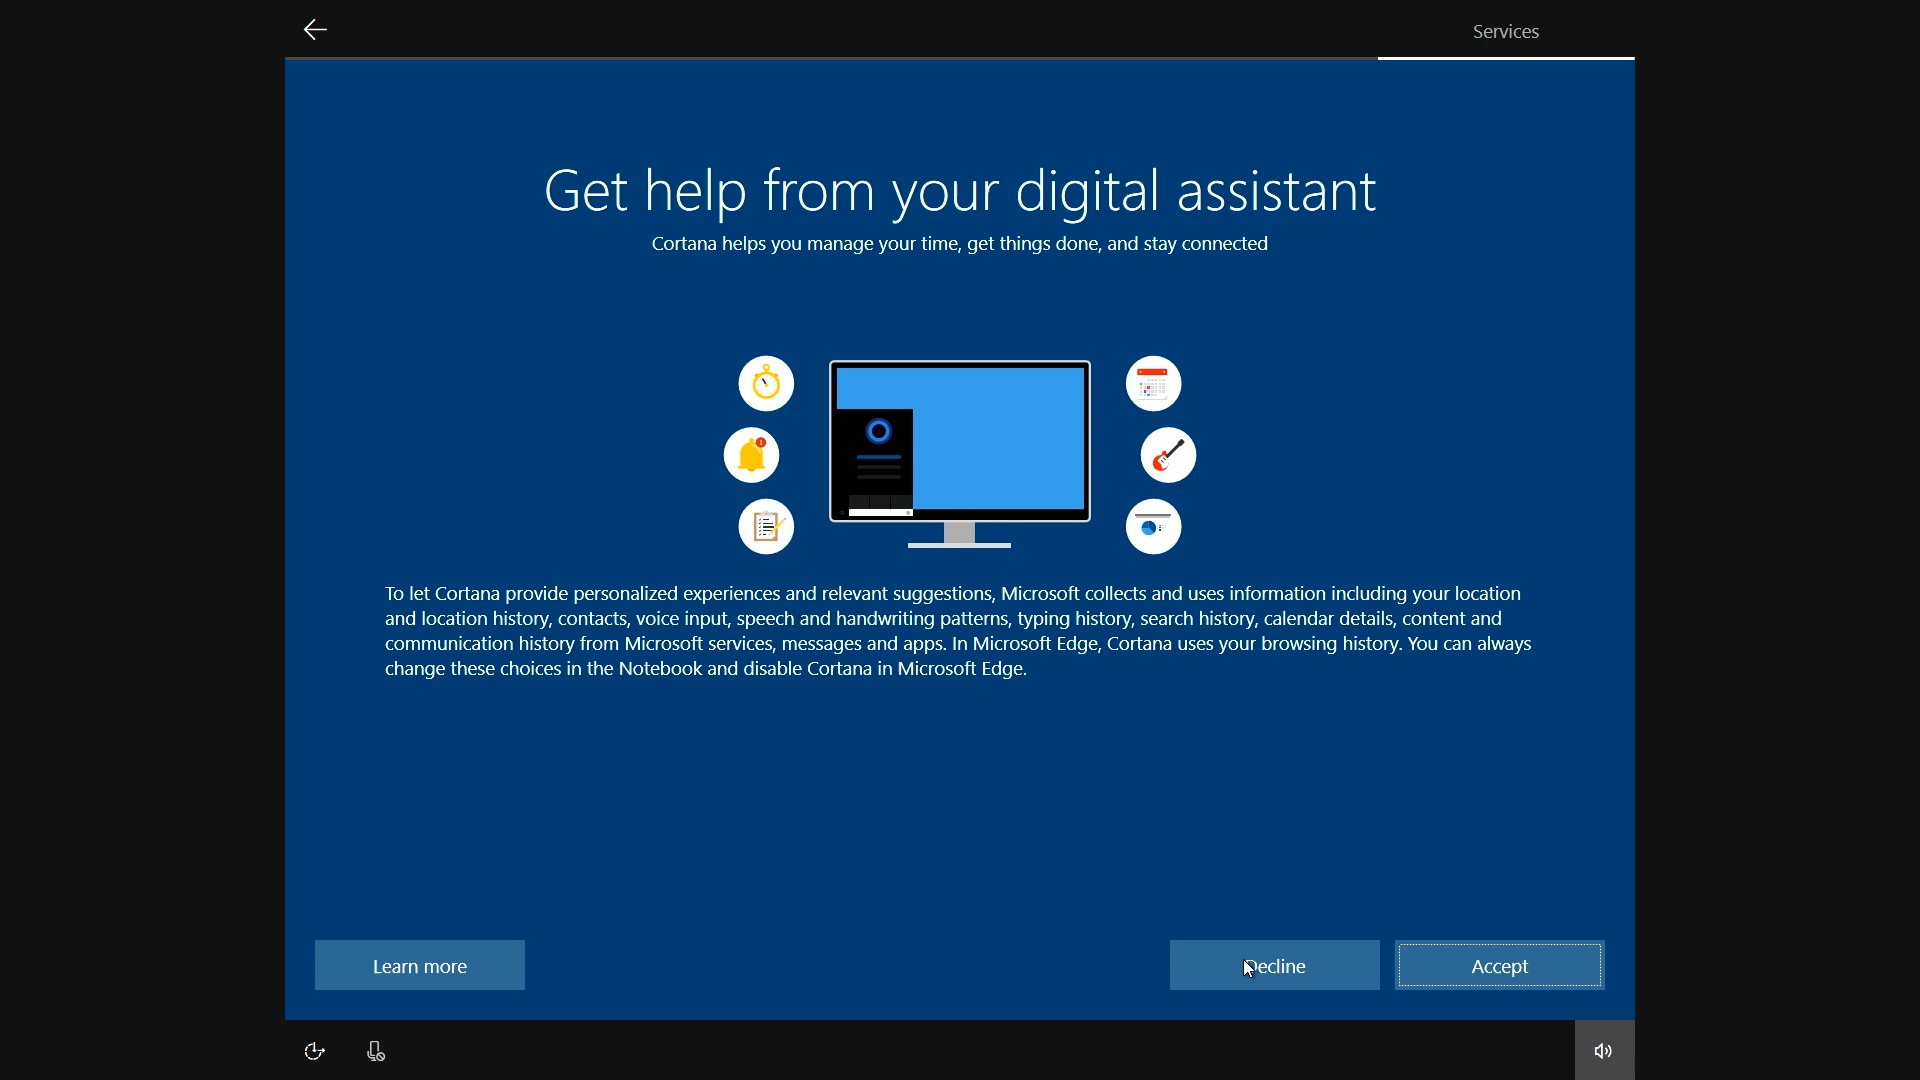 Services
Get help from your digital assistant
Cortana helps you manage your time, get things done, and stay connected
To let Cortana provide personalized experiences and relevant suggestions, Microsoft collects and uses information including your location
and location history, contacts, voice input, speech and handwriting patterns, typing history, search history, calendar details, content and
communication history from Microsoft services, messages and apps. In Microsoft Edge, Cortana uses your browsing history. You can always
change these choices in the Notebook and disable Cortana in Microsoft Edge.
Learn more
Decline
Accept